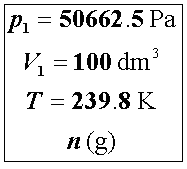 p₁ = 50662.5 Pa
V₁ = 100 dm³
T = 239.8 K
n (g)